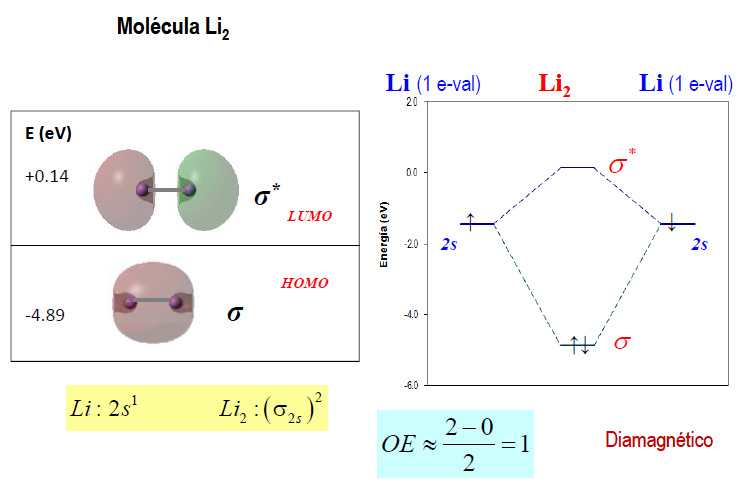 Molécula Li₂
E (eV)
+0.14
σ*
LUMO
HOMO
-4.89
σ
Li : 2s¹
Li₂ : (σ₂ₛ)²
Li (1 e-val)
Li₂
Li (1 e-val)
Energía (eV)
2.0
0.0
-2.0
-4.0
-6.0
σ*
↑
↓
2s
2s
↑↓
σ
OE ≈ (2 − 0)/2 = 1
Diamagnético